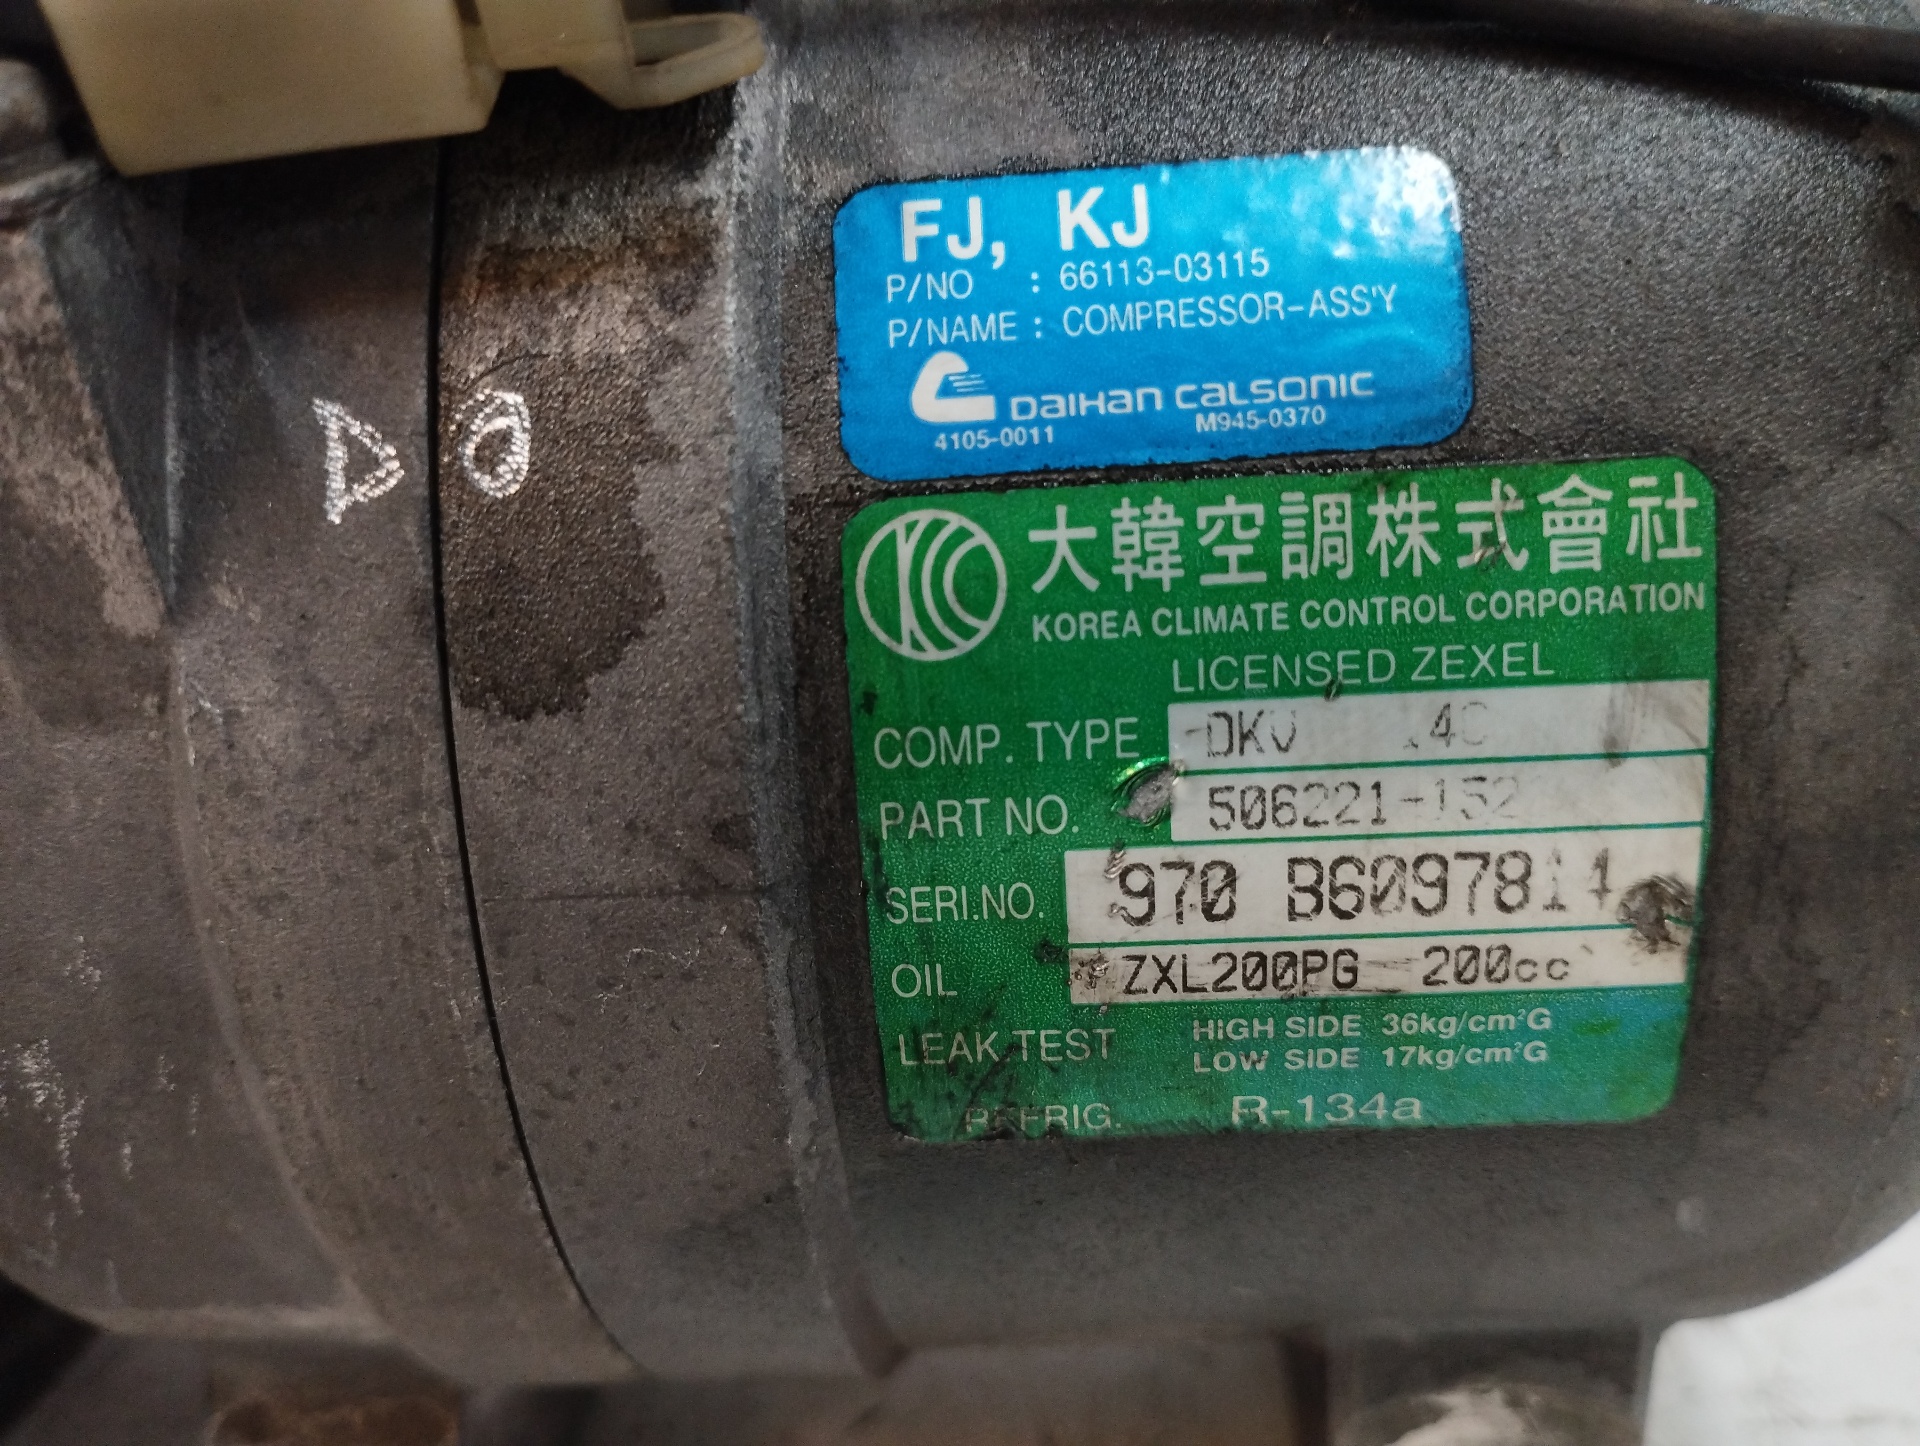 FJ, KJ
P/NO : 66113-03115
P/NAME : COMPRESSOR-ASS'Y
DAIHAN CALSONIC
4105-0011 M945-0370
大韓空調株式會社
KOREA CLIMATE CONTROL CORPORATION
LICENSED ZEXEL
COMP. TYPE DKV
PART NO. 506221-152
SERI.NO. 970 B6097814
OIL ZXL200PG 200cc
LEAK TEST HIGH SIDE 36kg/cm²G
LOW SIDE 17kg/cm²G
REFRIG. R-134a